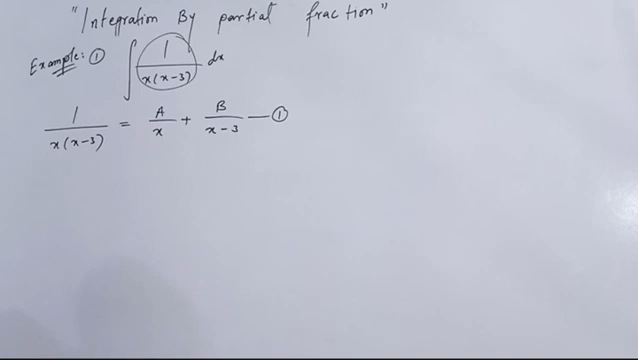 "Integration By partial fraction"
Example: ① ∫ 1/x(x-3) dx
1/x(x-3) = A/x + B/x-3 — ①